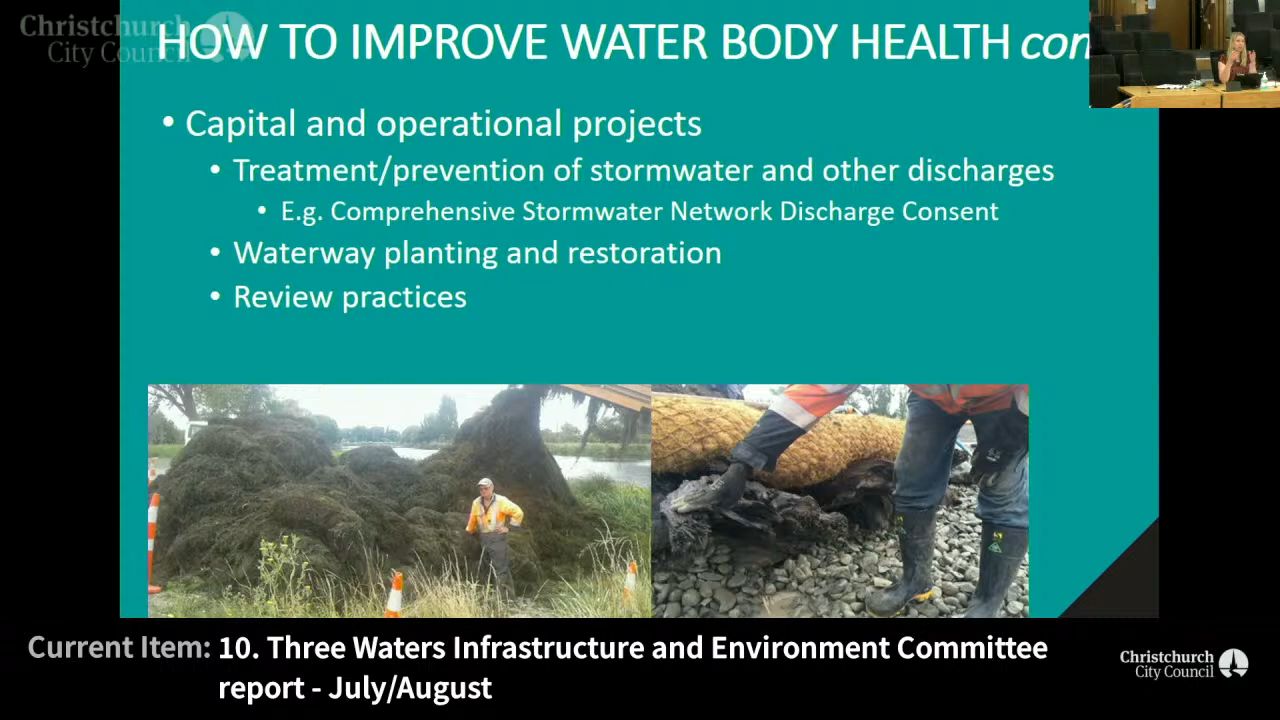 Christchurch
City Council
HOW TO IMPROVE WATER BODY HEALTH con
• Capital and operational projects
• Treatment/prevention of stormwater and other discharges
• E.g. Comprehensive Stormwater Network Discharge Consent
• Waterway planting and restoration
• Review practices
Current Item: 10. Three Waters Infrastructure and Environment Committee
report - July/August
Christchurch
City Council